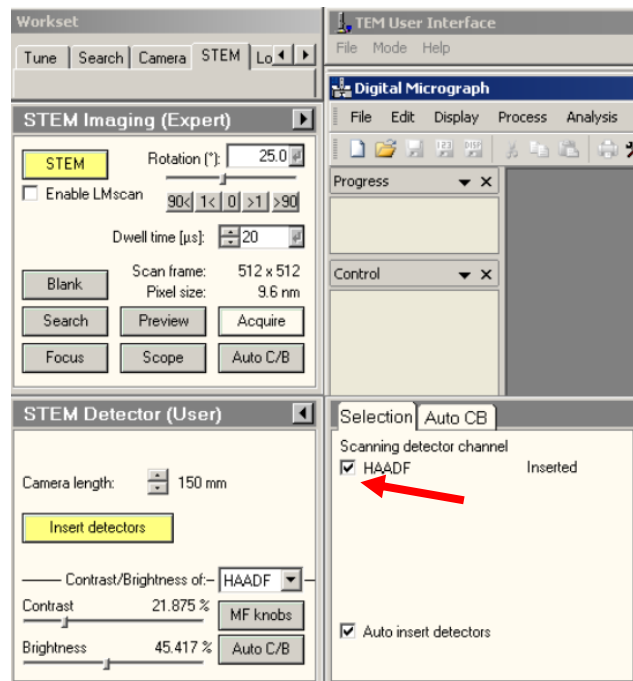 Workset
Tune Search Camera STEM Lo
STEM Imaging (Expert)
STEM Rotation (°): 25.0
Enable LMscan 90< 1< 0 >1 >90
Dwell time [µs]: 20
Blank Scan frame: 512 x 512
Pixel size: 9.6 nm
Search Preview Acquire
Focus Scope Auto C/B
STEM Detector (User)
Camera length: 150 mm
Insert detectors
Contrast/Brightness of: HAADF
Contrast 21.875 % MF knobs
Brightness 45.417 % Auto C/B
TEM User Interface
File Mode Help
Digital Micrograph
File Edit Display Process Analysis
123 DISP
Progress
Control
Selection Auto CB
Scanning detector channel
HAADF Inserted
Auto insert detectors